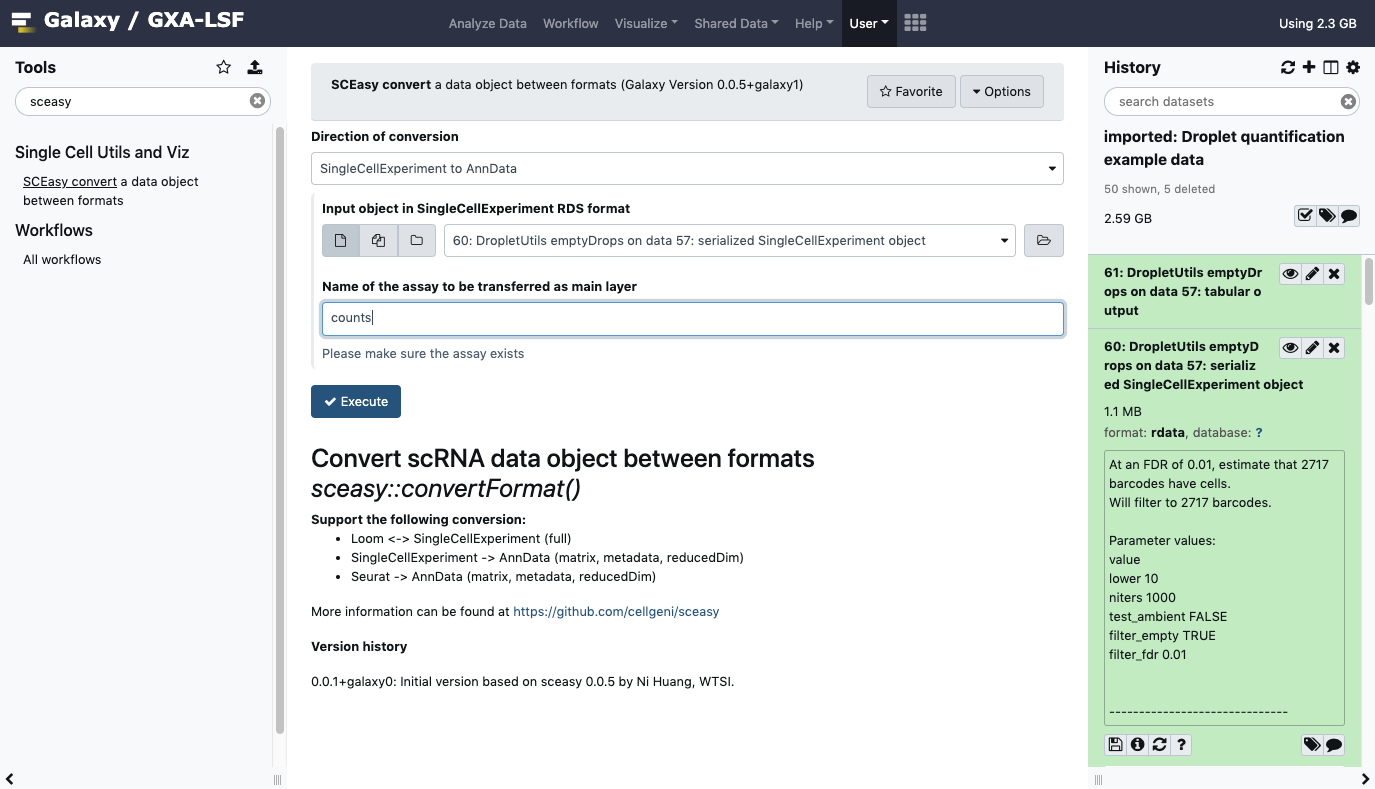 Galaxy / GXA-LSF
Analyze Data Workflow Visualize Shared Data Help User
Using 2.3 GB
Tools
sceasy
Single Cell Utils and Viz
SCEasy convert a data object
between formats
Workflows
All workflows
SCEasy convert a data object between formats (Galaxy Version 0.0.5+galaxy1)
Favorite
Options
Direction of conversion
SingleCellExperiment to AnnData
Input object in SingleCellExperiment RDS format
60: DropletUtils emptyDrops on data 57: serialized SingleCellExperiment object
Name of the assay to be transferred as main layer
counts
Please make sure the assay exists
Execute
Convert scRNA data object between formats
sceasy::convertFormat()
Support the following conversion:
• Loom <-> SingleCellExperiment (full)
• SingleCellExperiment -> AnnData (matrix, metadata, reducedDim)
• Seurat -> AnnData (matrix, metadata, reducedDim)
More information can be found at https://github.com/cellgeni/sceasy
Version history
0.0.1+galaxy0: Initial version based on sceasy 0.0.5 by Ni Huang, WTSI.
History
search datasets
imported: Droplet quantification
example data
50 shown, 5 deleted
2.59 GB
61: DropletUtils emptyDr
ops on data 57: tabular o
utput
60: DropletUtils emptyD
rops on data 57: serializ
ed SingleCellExperiment object
1.1 MB
format: rdata, database: ?
At an FDR of 0.01, estimate that 2717
barcodes have cells.
Will filter to 2717 barcodes.
Parameter values:
value
lower 10
niters 1000
test_ambient FALSE
filter_empty TRUE
filter_fdr 0.01
------------------------------